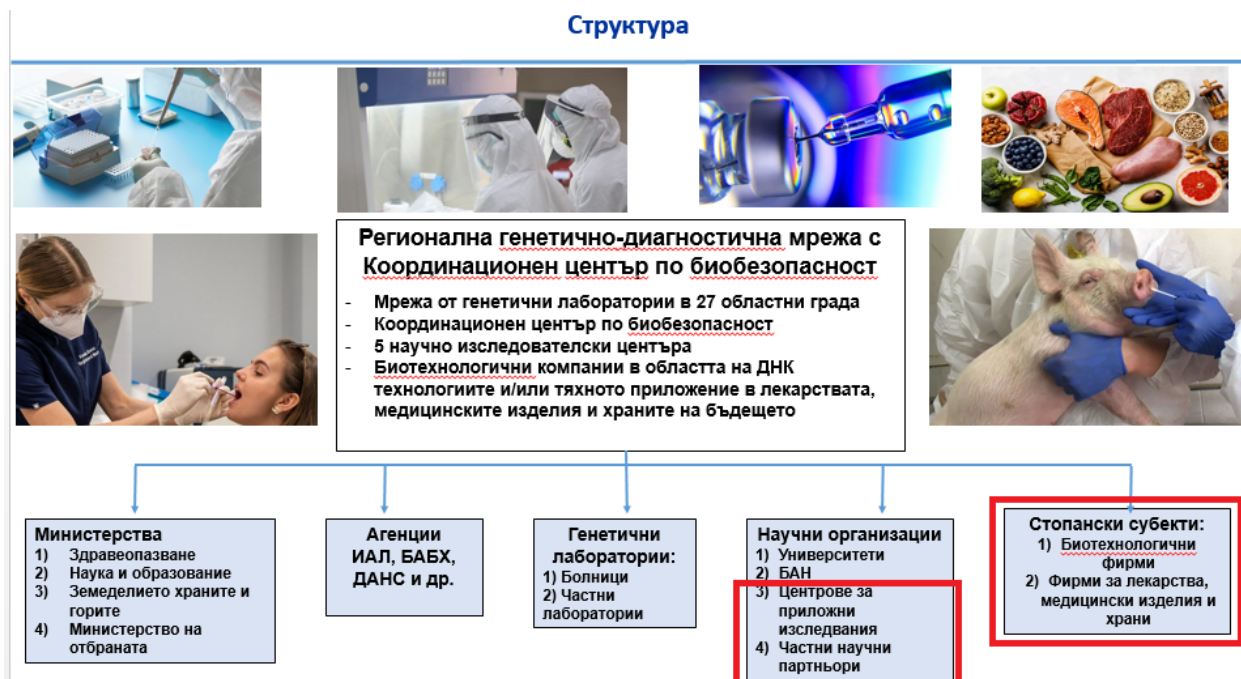 Структура
Регионална генетично-диагностична мрежа с
Координационен център по биобезопасност
- Мрежа от генетични лаборатории в 27 областни града
- Координационен център по биобезопасност
- 5 научно изследователски центъра
- Биотехнологични компании в областта на ДНК
технологиите и/или тяхното приложение в лекарствата,
медицинските изделия и храните на бъдещето
Министерства
1) Здравеопазване
2) Наука и образование
3) Земеделието храните и
горите
4) Министерство на
отбраната
Агенции
ИАЛ, БАБХ,
ДАНС и др.
Генетични
лаборатории:
1) Болници
2) Частни
лаборатории
Научни организации
1) Университети
2) БАН
3) Центрове за
приложни
изследвания
4) Частни научни
партньори
Стопански субекти:
1) Биотехнологични
фирми
2) Фирми за лекарства,
медицински изделия и
храни